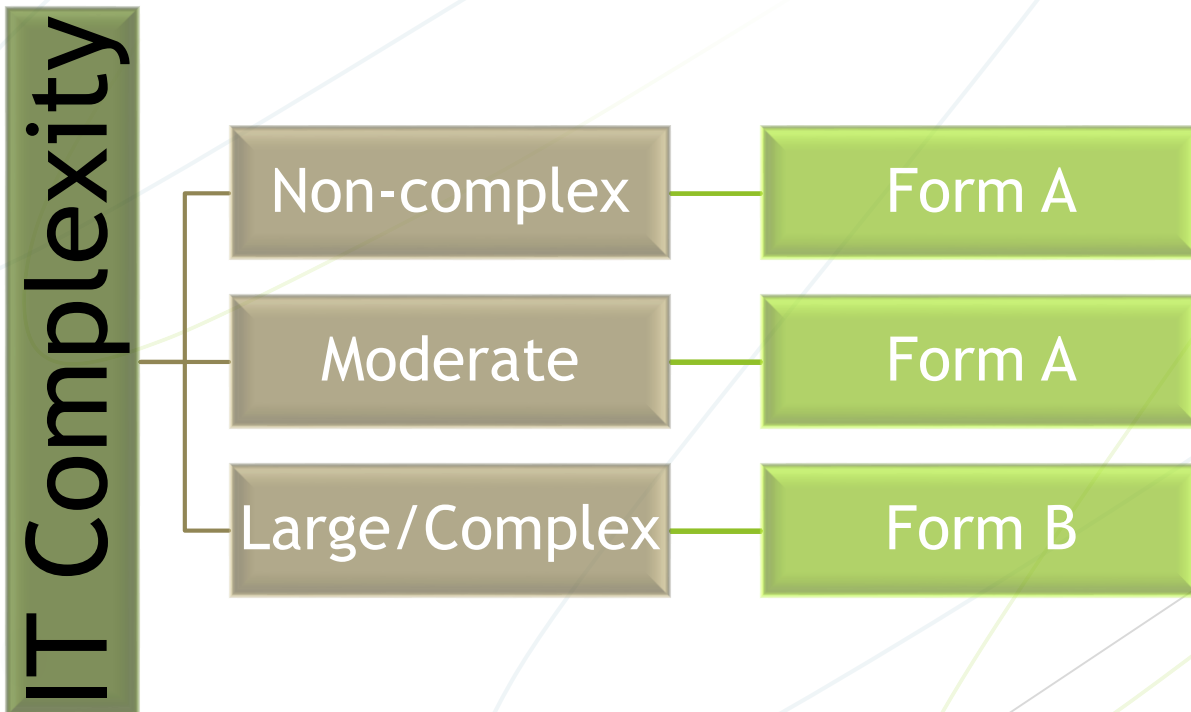 IT Complexity
Non-complex
Form A
Moderate
Form A
Large/Complex
Form B